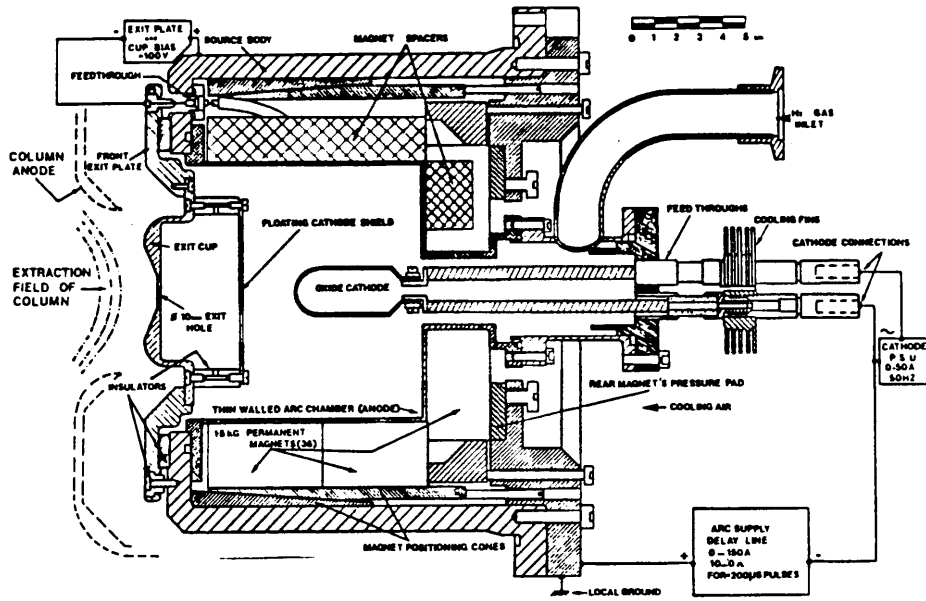 EXIT PLATE
AND
CUP BIAS
+100V
-
+
SOURCE BODY
MAGNET SPACERS
0 1 2 3 4 5 cm
FEEDTHROUGH
H2 GAS
INLET
COLUMN
ANODE
FRONT
EXIT PLATE
FLOATING CATHODE SHIELD
FEED THROUGHS
COOLING FINS
CATHODE CONNECTIONS
EXIT CUP
EXTRACTION
FIELD OF
COLUMN
OXIDE CATHODE
Ø 10mm EXIT
HOLE
~
CATHODE
P S U
0-50A
50HZ
INSULATORS
REAR MAGNET'S PRESSURE PAD
THIN WALLED ARC CHAMBER (ANODE)
COOLING AIR
PERMANENT
MAGNETS (36)
MAGNET POSITIONING CONES
+
-
ARC SUPPLY
DELAY LINE
0-150A
FOR 200µS PULSES
LOCAL GROUND